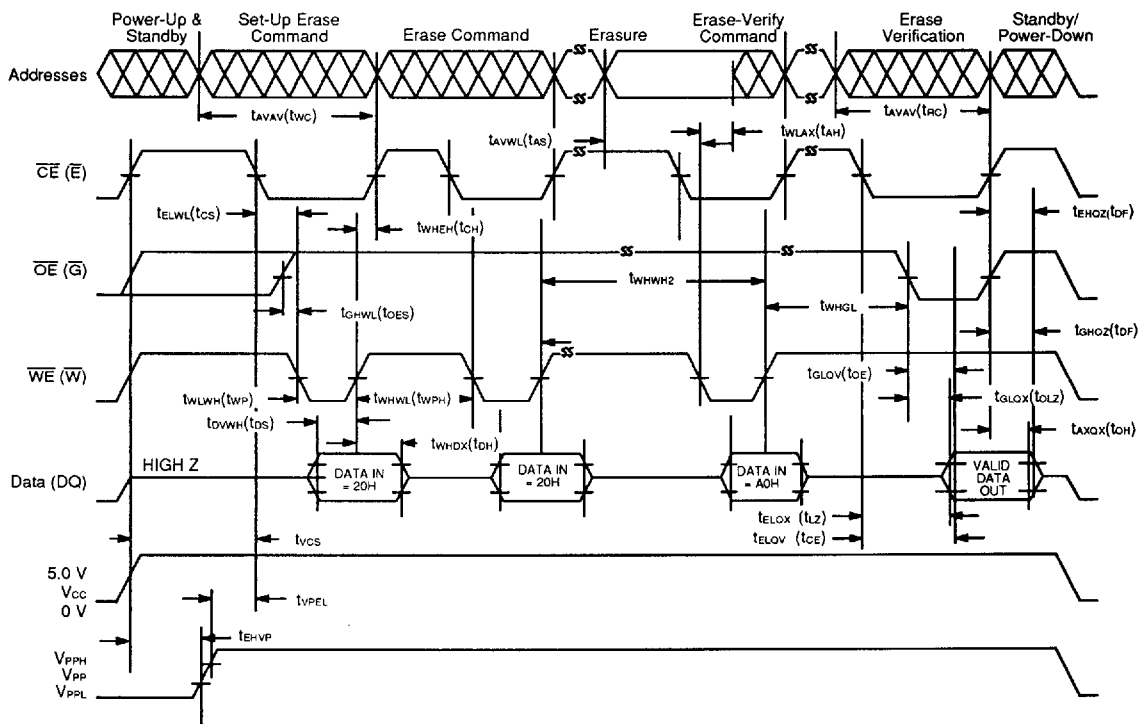 Power-Up & Standby
Set-Up Erase Command
Erase Command
Erasure
Erase-Verify Command
Erase Verification
Standby/ Power-Down
Addresses
tAVAV(tWC)
tAVWL(tAS)
tWLAX(tAH)
tAVAV(tRC)
C̅E̅ (E̅)
tELWL(tCS)
tWHEH(tCH)
tEHQZ(tDF)
O̅E̅ (G̅)
tWHWH2
tGHWL(tOES)
tWHGL
tGHQZ(tDF)
W̅E̅ (W̅)
tGLQV(tOE)
tWLWH(tWP)
tWHWL(tWPH)
tGLQX(tOLZ)
tDVWH(tDS)
tWHDX(tDH)
tAXQX(tOH)
HIGH Z
Data (DQ)
DATA IN = 20H
DATA IN = 20H
DATA IN = A0H
VALID DATA OUT
tELQX (tLZ)
tVCS
tELQV (tCE)
5.0 V
VCC
0 V
tVPEL
tEHVP
VPPH
VPP
VPPL